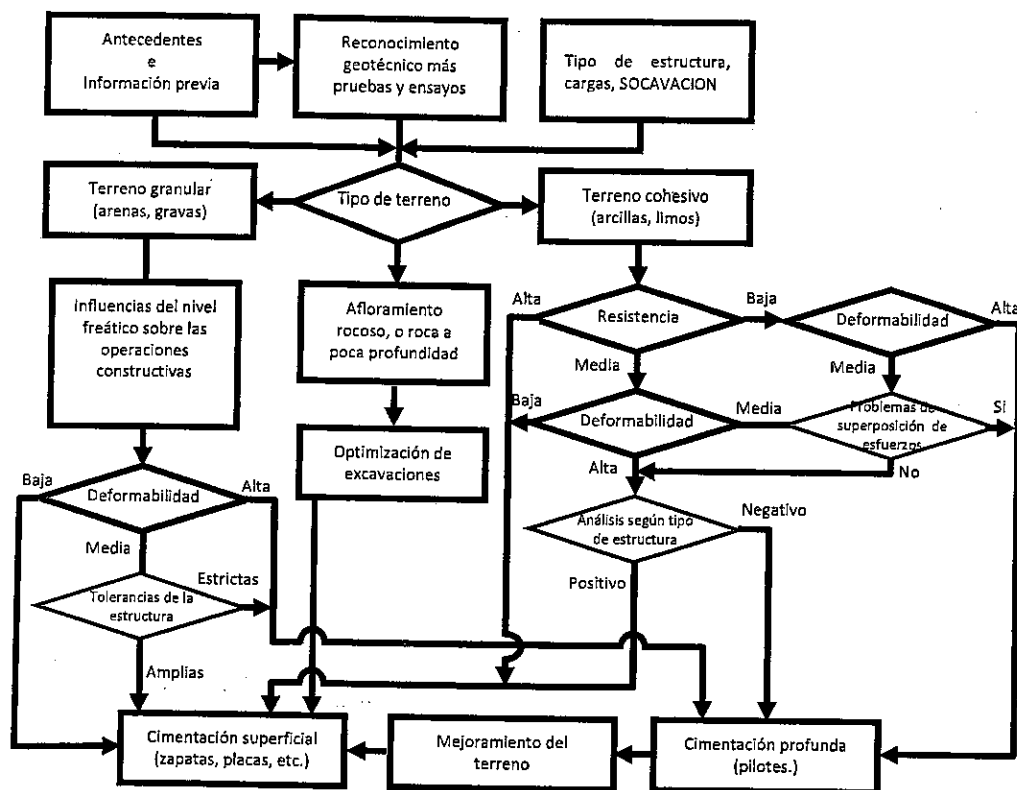 Antecedentes
e
Información previa
Reconocimiento
geotécnico más
pruebas y ensayos
Tipo de estructura,
cargas, SOCAVACION
Terreno granular
(arenas, gravas)
Tipo de terreno
Terreno cohesivo
(arcillas, limos)
Influencias del nivel
freático sobre las
operaciones
constructivas
Afloramiento
rocoso, o roca a
poca profundidad
Alta
Resistencia
Baja
Deformabilidad
Alta
Media
Media
Baja
Deformabilidad
Media
Problemas de
superposición de
esfuerzos
Si
Optimización de
excavaciones
Alta
No
Baja
Deformabilidad
Alta
Análisis según tipo
de estructura
Negativo
Media
Positivo
Estrictas
Tolerancias de la
estructura
Amplias
Cimentación superficial
(zapatas, placas, etc.)
Mejoramiento del
terreno
Cimentación profunda
(pilotes.)